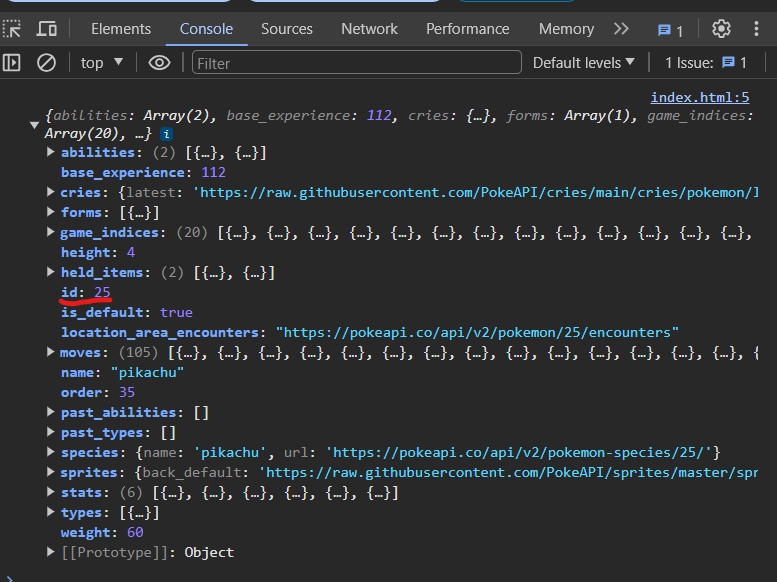 Elements Console Sources Network Performance Memory 1
top Filter Default levels 1 Issue: 1
index.html:5
{abilities: Array(2), base_experience: 112, cries: {…}, forms: Array(1), game_indices:
Array(20), …} i
abilities: (2) [{…}, {…}]
base_experience: 112
cries: {latest: 'https://raw.githubusercontent.com/PokeAPI/cries/main/cries/pokemon/l
forms: [{…}]
game_indices: (20) [{…}, {…}, {…}, {…}, {…}, {…}, {…}, {…}, {…}, {…}, {…}, {…}, {…},
height: 4
held_items: (2) [{…}, {…}]
id: 25
is_default: true
location_area_encounters: "https://pokeapi.co/api/v2/pokemon/25/encounters"
moves: (105) [{…}, {…}, {…}, {…}, {…}, {…}, {…}, {…}, {…}, {…}, {…}, {…}, {…}, {…}, {
name: "pikachu"
order: 35
past_abilities: []
past_types: []
species: {name: 'pikachu', url: 'https://pokeapi.co/api/v2/pokemon-species/25/'}
sprites: {back_default: 'https://raw.githubusercontent.com/PokeAPI/sprites/master/spr
stats: (6) [{…}, {…}, {…}, {…}, {…}, {…}]
types: [{…}]
weight: 60
[[Prototype]]: Object